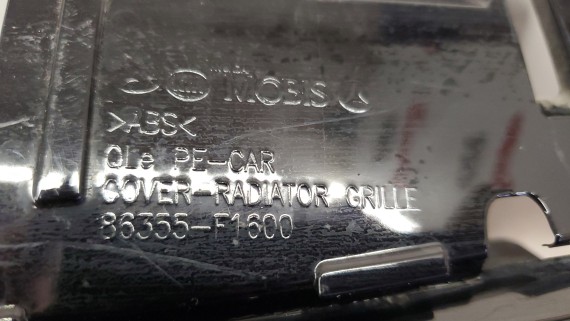 MOBIS
>ABS<
QLe PE-CAR
COVER-RADIATOR GRILLE
86355-F1600